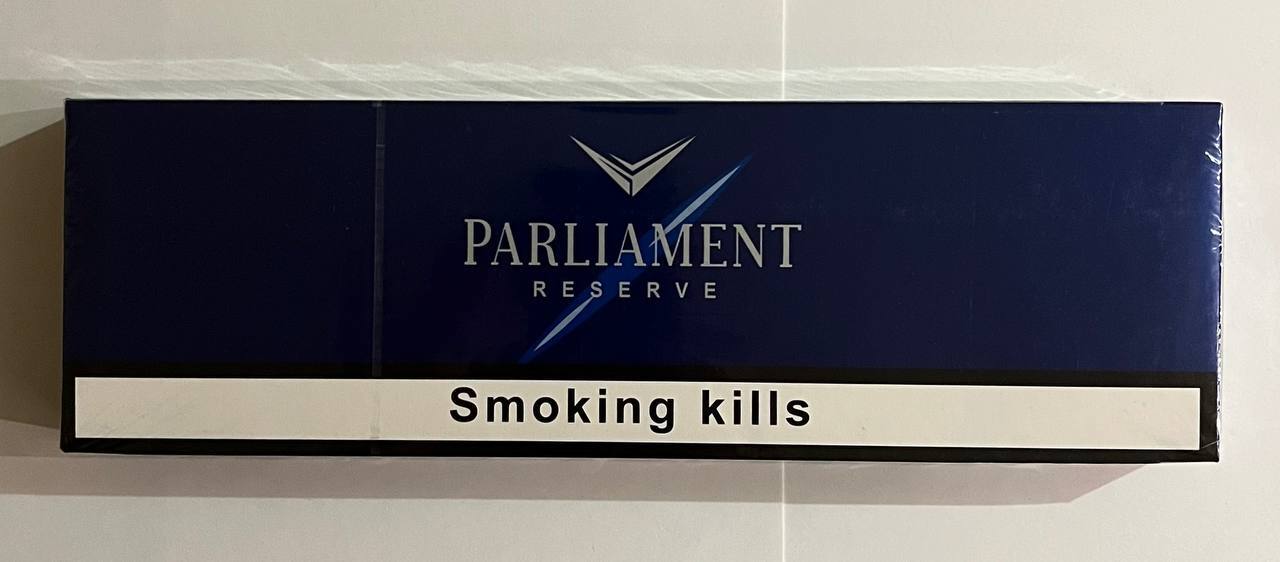 PARLIAMENT
RESERVE
Smoking kills